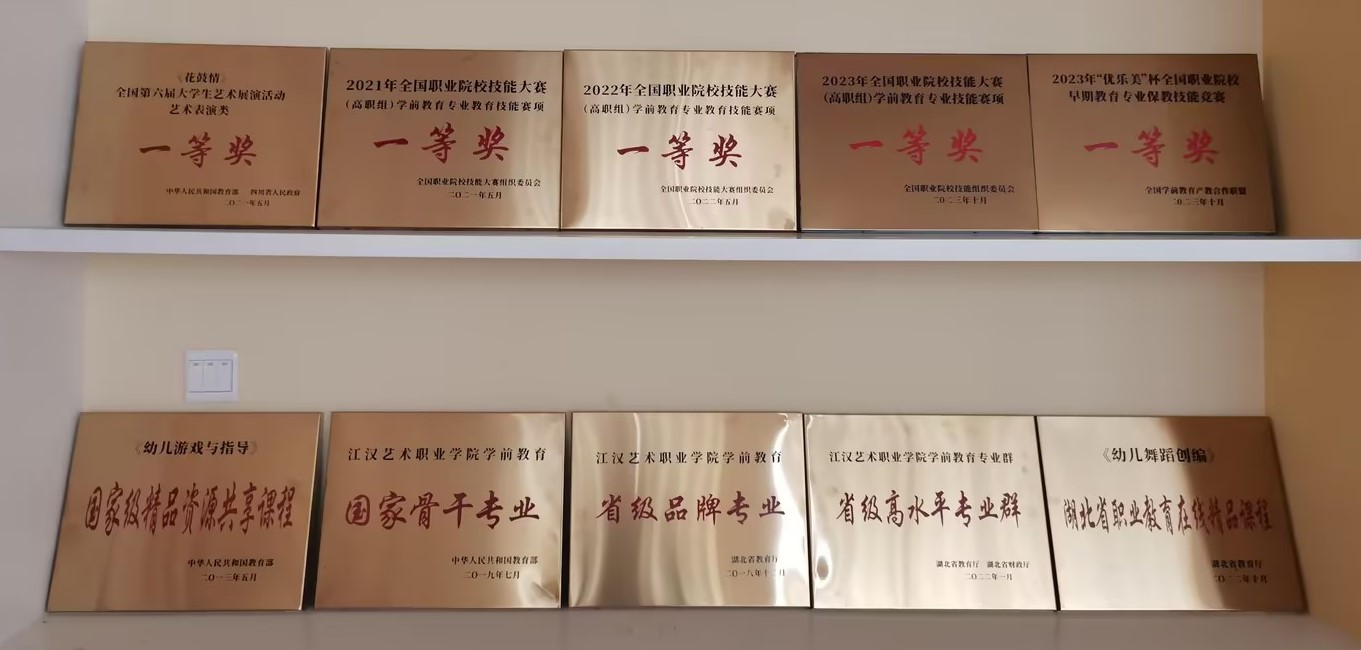 《花鼓情》
全国第六届大学生艺术展演活动
艺术表演类
一等奖
中华人民共和国教育部 四川省人民政府
二〇二一年五月
2021年全国职业院校技能大赛
(高职组)学前教育专业教育技能赛项
一等奖
全国职业院校技能大赛组织委员会
二〇二一年五月
2022年全国职业院校技能大赛
(高职组)学前教育专业教育技能赛项
一等奖
全国职业院校技能大赛组织委员会
二〇二二年五月
2023年全国职业院校技能大赛
(高职组)学前教育专业技能赛项
一等奖
全国职业院校技能组织委员会
二〇二三年十月
2023年“优乐美”杯全国职业院校
早期教育专业保教技能竞赛
一等奖
全国学前教育产教合作联盟
二〇二三年十月
《幼儿游戏与指导》
国家级精品资源共享课程
中华人民共和国教育部
二〇一三年五月
江汉艺术职业学院学前教育
国家骨干专业
中华人民共和国教育部
二〇一九年七月
江汉艺术职业学院学前教育
省级品牌专业
湖北省教育厅
二〇一八年十二月
江汉艺术职业学院学前教育专业群
省级高水平专业群
湖北省教育厅 湖北省财政厅
二〇二二年一月
《幼儿舞蹈创编》
湖北省职业教育在线精品课程
湖北省教育厅
二〇二二年十月